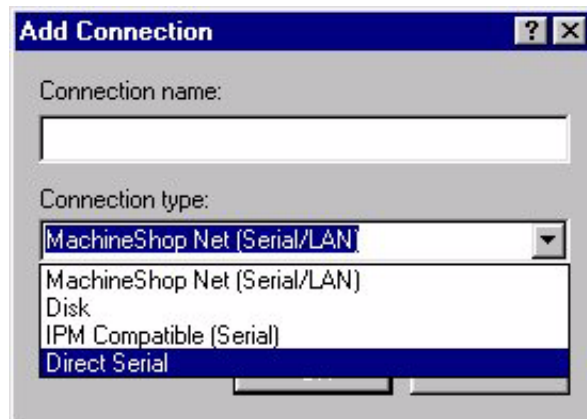 Add Connection
Connection name:
Connection type:
MachineShop Net (Serial/LAN)
MachineShop Net (Serial/LAN)
Disk
IPM Compatible (Serial)
Direct Serial